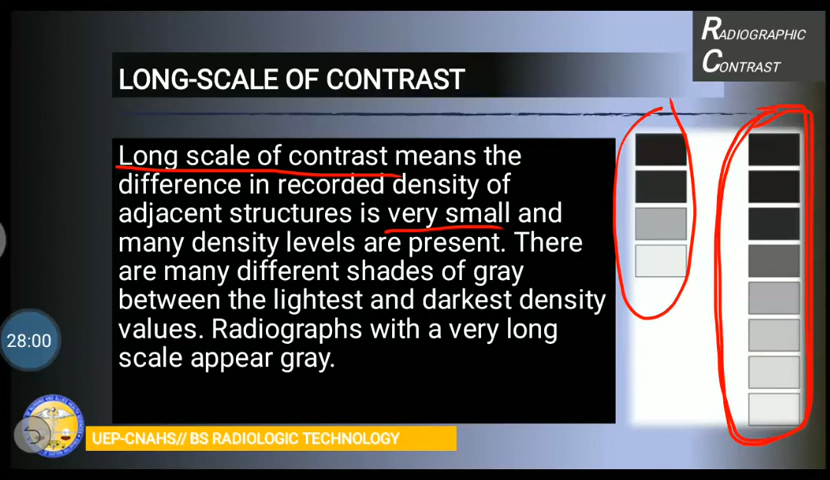 RADIOGRAPHIC
CONTRAST
LONG-SCALE OF CONTRAST
Long scale of contrast means the
difference in recorded density of
adjacent structures is very small and
many density levels are present. There
are many different shades of gray
between the lightest and darkest density
values. Radiographs with a very long
scale appear gray.
28:00
UEP-CNAHS// BS RADIOLOGIC TECHNOLOGY